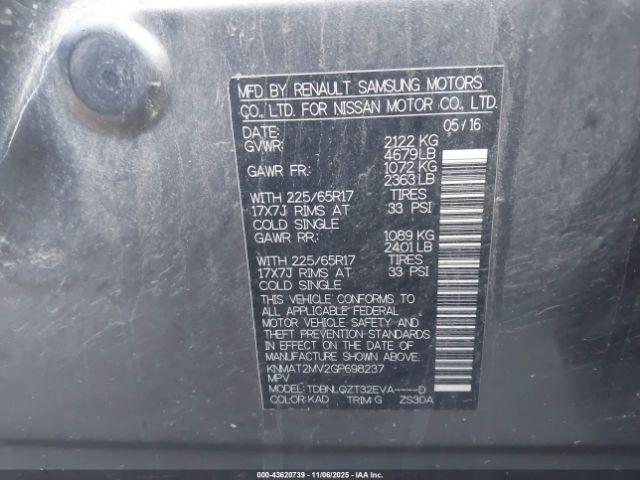 MFD BY RENAULT SAMSUNG MOTORS
CO., LTD. FOR NISSAN MOTOR CO., LTD.
DATE: 05/16
GVWR: 2122 KG
4679LB
GAWR FR: 1072 KG
2363 LB
WITH 225/65R17 TIRES
17X7J RIMS AT 33 PSI
COLD SINGLE
GAWR RR: 1089 KG
2401 LB
WITH 225/65R17 TIRES
17X7J RIMS AT 33 PSI
COLD SINGLE
THIS VEHICLE CONFORMS TO
ALL APPLICABLE FEDERAL
MOTOR VEHICLE SAFETY AND
THEFT PREVENTION STANDARDS
IN EFFECT ON THE DATE OF
MANUFACTURE SHOWN ABOVE.
KNMAT2MV2GP698237
MPV
MODEL: TDBNLQZT32EVA----D
COLOR: KAD TRIM: G ZS30A
000-43620739 - 11/06/2025 - IAAI, Inc.